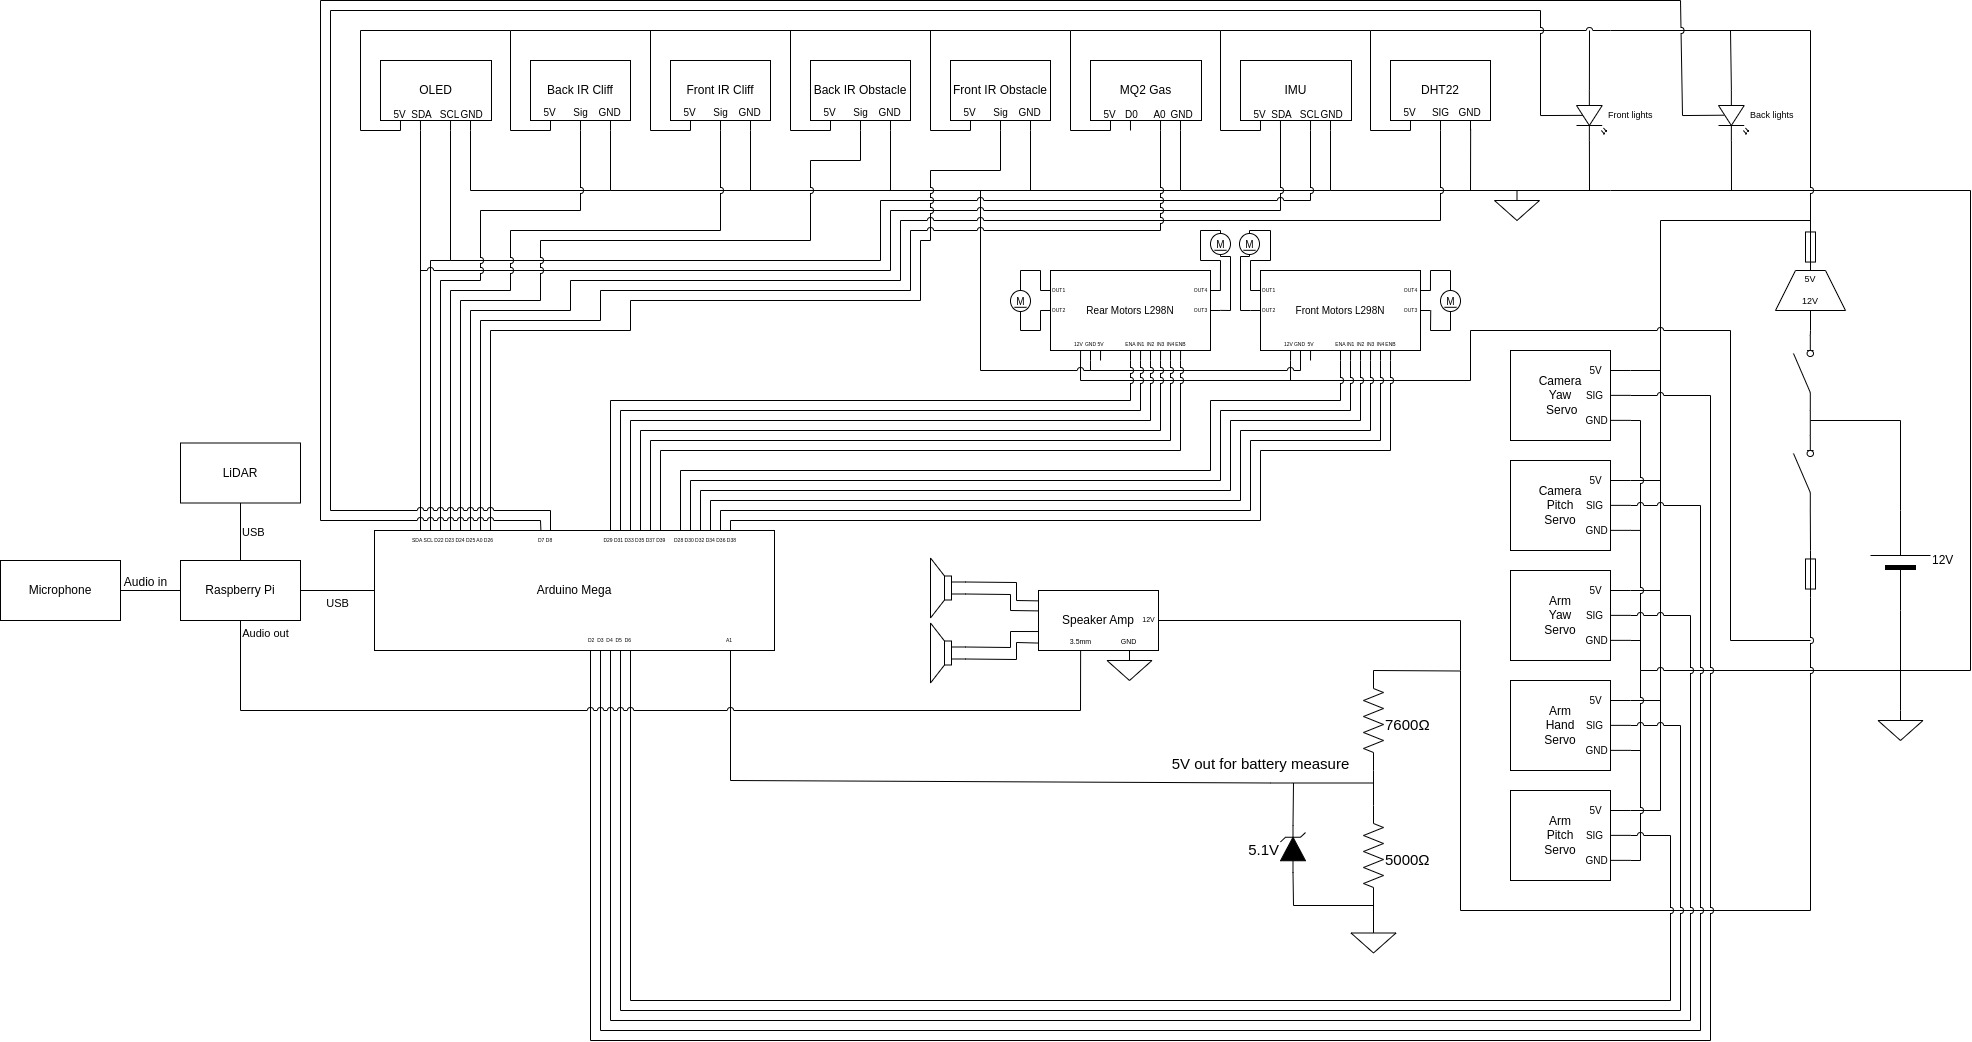 OLED
5V SDA SCL GND
Back IR Cliff
5V Sig GND
Front IR Cliff
5V Sig GND
Back IR Obstacle
5V Sig GND
Front IR Obstacle
5V Sig GND
MQ2 Gas
5V D0 A0 GND
IMU
5V SDA SCL GND
DHT22
5V SIG GND
Front lights
Back lights
M
M
M
OUT1
OUT2
OUT4
OUT3
Rear Motors L298N
12V GND 5V ENA IN1 IN2 IN3 IN4 ENB
OUT1
OUT2
OUT4
OUT3
Front Motors L298N
12V GND 5V ENA IN1 IN2 IN3 IN4 ENB
M
5V
12V
Camera
Yaw
Servo
5V
SIG
GND
Camera
Pitch
Servo
5V
SIG
GND
Arm
Yaw
Servo
5V
SIG
GND
Arm
Hand
Servo
5V
SIG
GND
Arm
Pitch
Servo
5V
SIG
GND
12V
LiDAR
USB
Microphone
Audio in
Raspberry Pi
USB
Audio out
SDA SCL D22 D23 D24 D25 A0 D26 D7 D8 D29 D31 D33 D35 D37 D39 D28 D30 D32 D34 D36 D38
Arduino Mega
D2 D3 D4 D5 D6 A1
Speaker Amp 12V
3.5mm GND
7600Ω
5V out for battery measure
5.1V
5000Ω